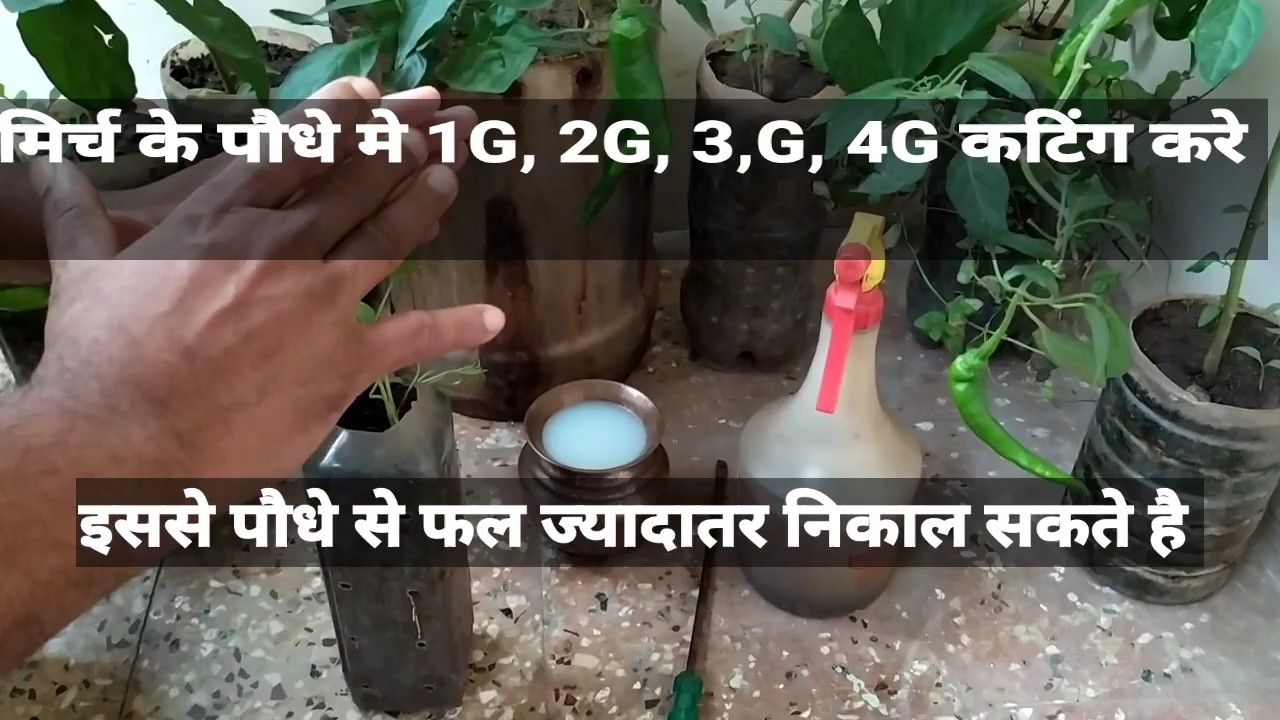 मिर्च के पौधे मे 1G, 2G, 3,G, 4G कटिंग करे
इससे पौधे से फल ज्यादातर निकाल सकते है